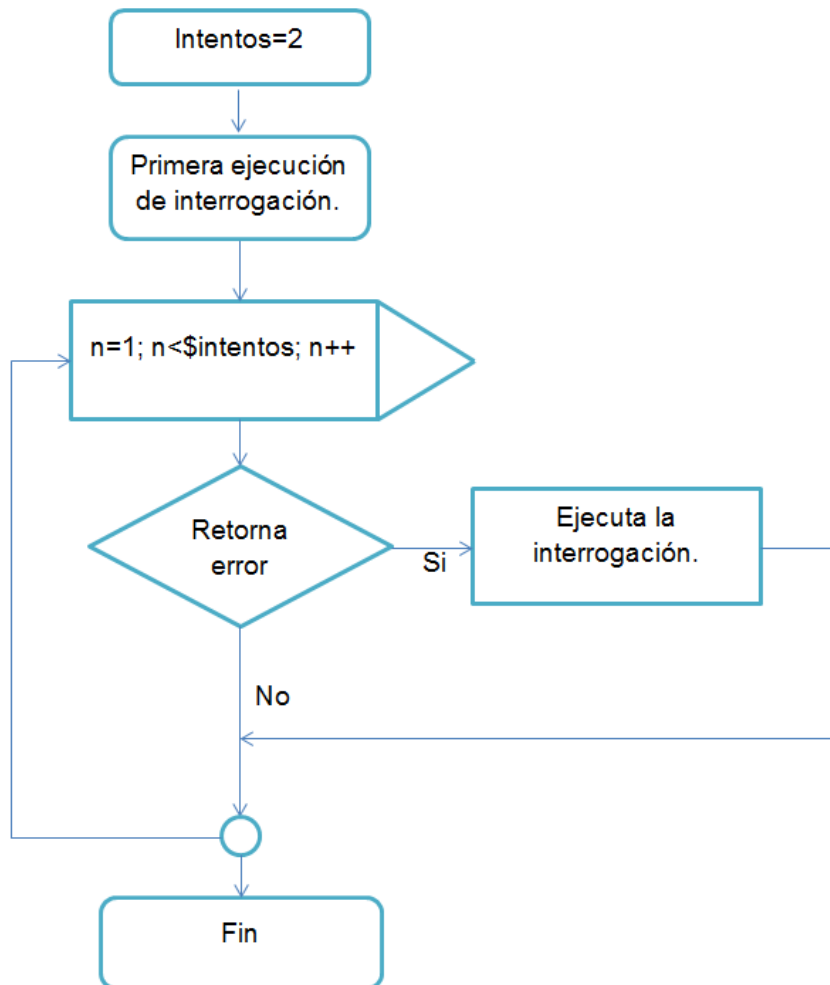 Intentos=2
Primera ejecución
de interrogación.
n=1; n<$intentos; n++
Retorna
error
Si
Ejecuta la
interrogación.
No
Fin